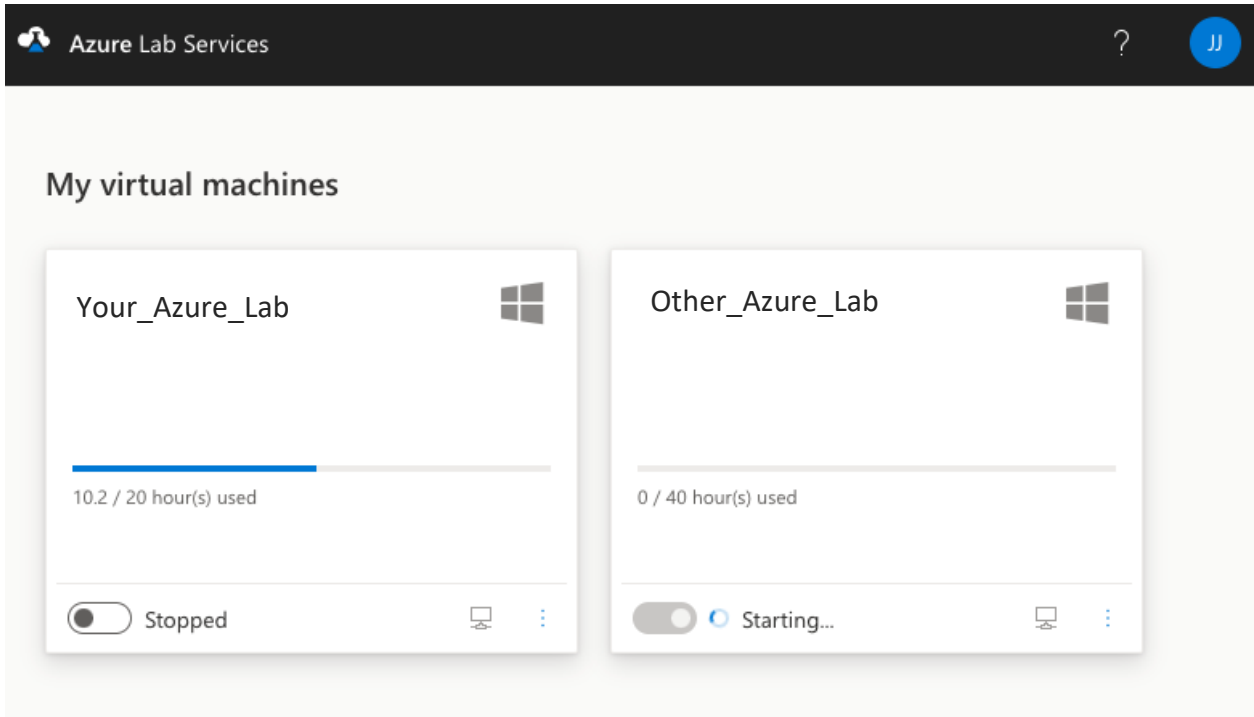 Azure Lab Services
?
JJ
My virtual machines
Your_Azure_Lab
10.2 / 20 hour(s) used
Stopped
Other_Azure_Lab
0 / 40 hour(s) used
Starting...